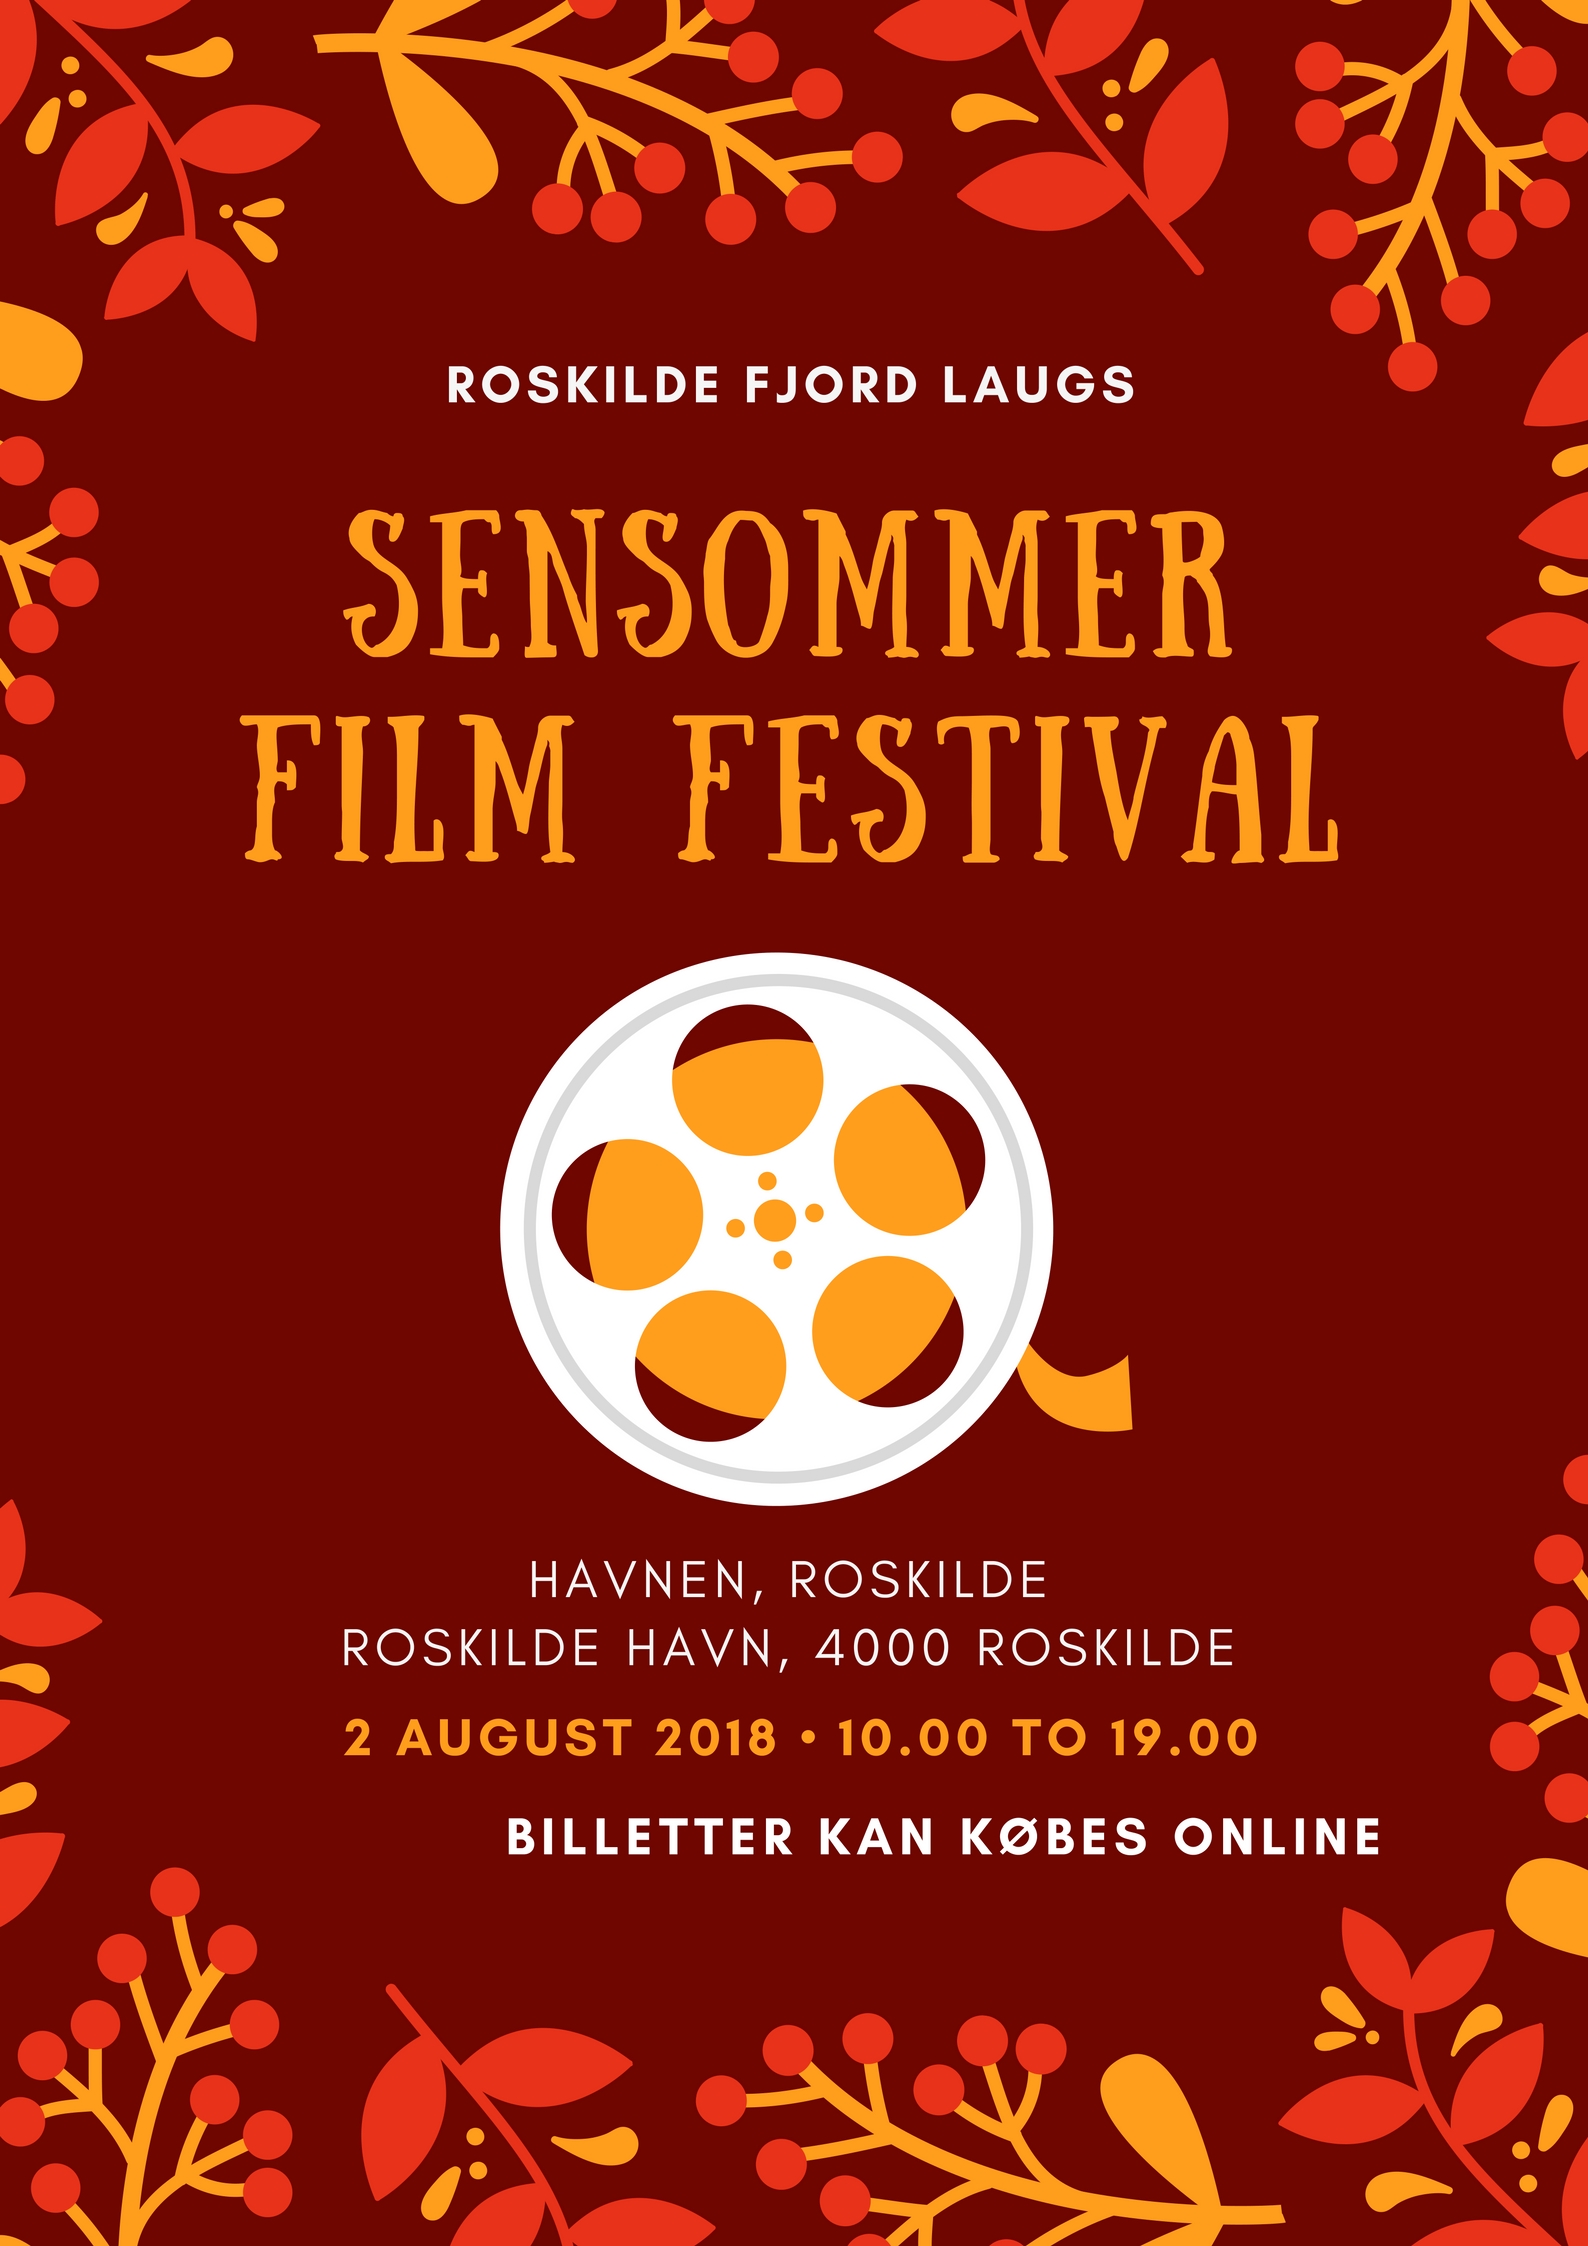 ROSKILDE FJORD LAUGS
SENSOMMER
FILM FESTIVAL
HAVNEN, ROSKILDE
ROSKILDE HAVN, 4000 ROSKILDE
2 AUGUST 2018 • 10.00 TO 19.00
BILLETTER KAN KØBES ONLINE